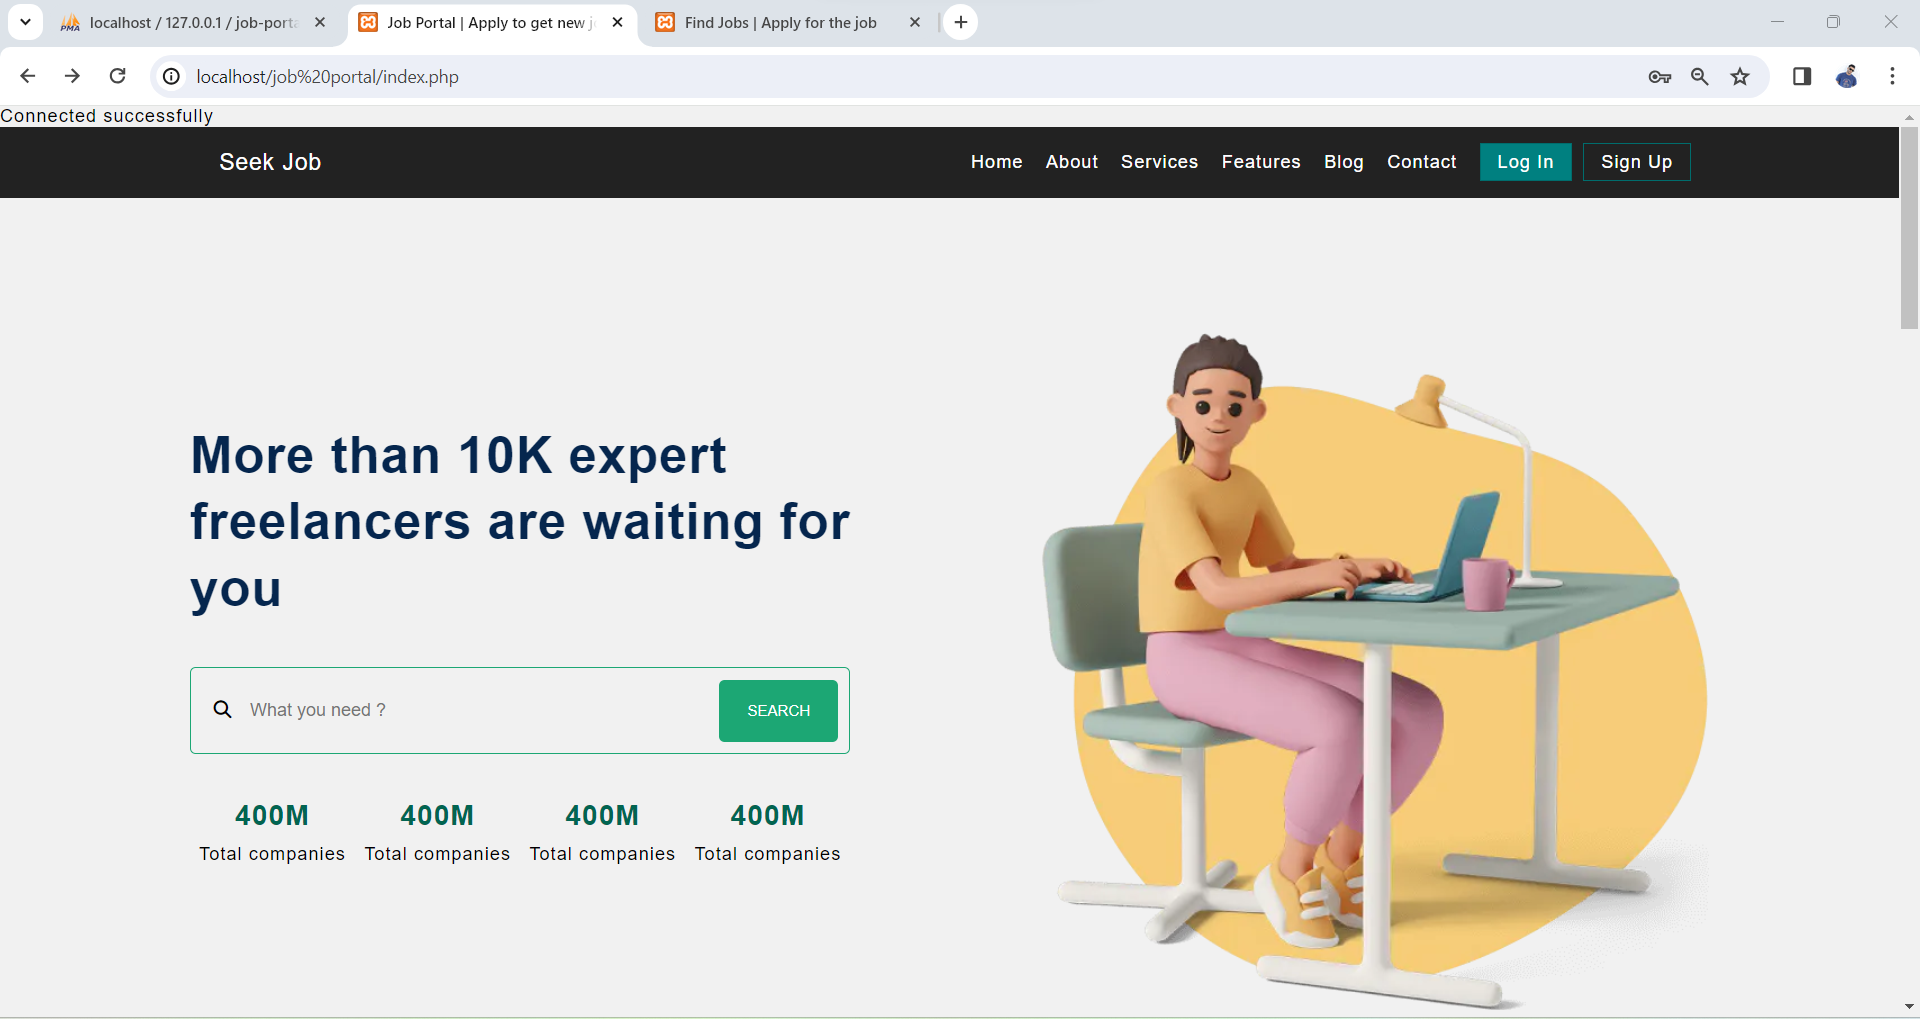 localhost / 127.0.0.1 / job-porta
Job Portal | Apply to get new j
Find Jobs | Apply for the job
localhost/job%20portal/index.php
Connected successfully
Seek Job
Home About Services Features Blog Contact Log In Sign Up
More than 10K expert
freelancers are waiting for
you
What you need ?
SEARCH
400M 400M 400M 400M
Total companies Total companies Total companies Total companies